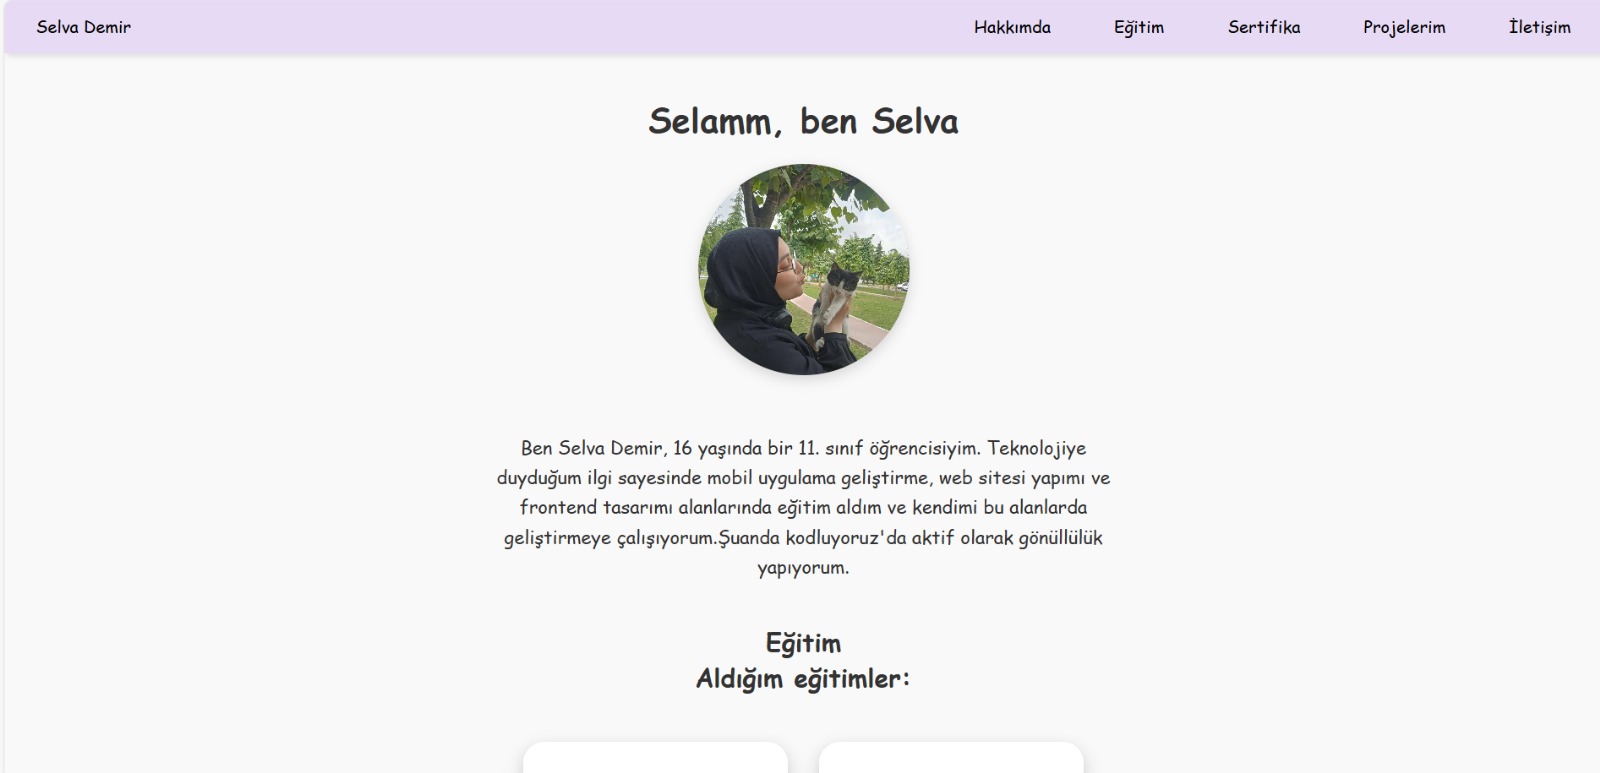 Selva Demir
Hakkımda
Eğitim
Sertifika
Projelerim
İletişim
Selamm, ben Selva
Ben Selva Demir, 16 yaşında bir 11. sınıf öğrencisiyim. Teknolojiye
duyduğum ilgi sayesinde mobil uygulama geliştirme, web sitesi yapımı ve
frontend tasarımı alanlarında eğitim aldım ve kendimi bu alanlarda
geliştirmeye çalışıyorum.Şuanda kodluyoruz'da aktif olarak gönüllülük
yapıyorum.
Eğitim
Aldığım eğitimler: